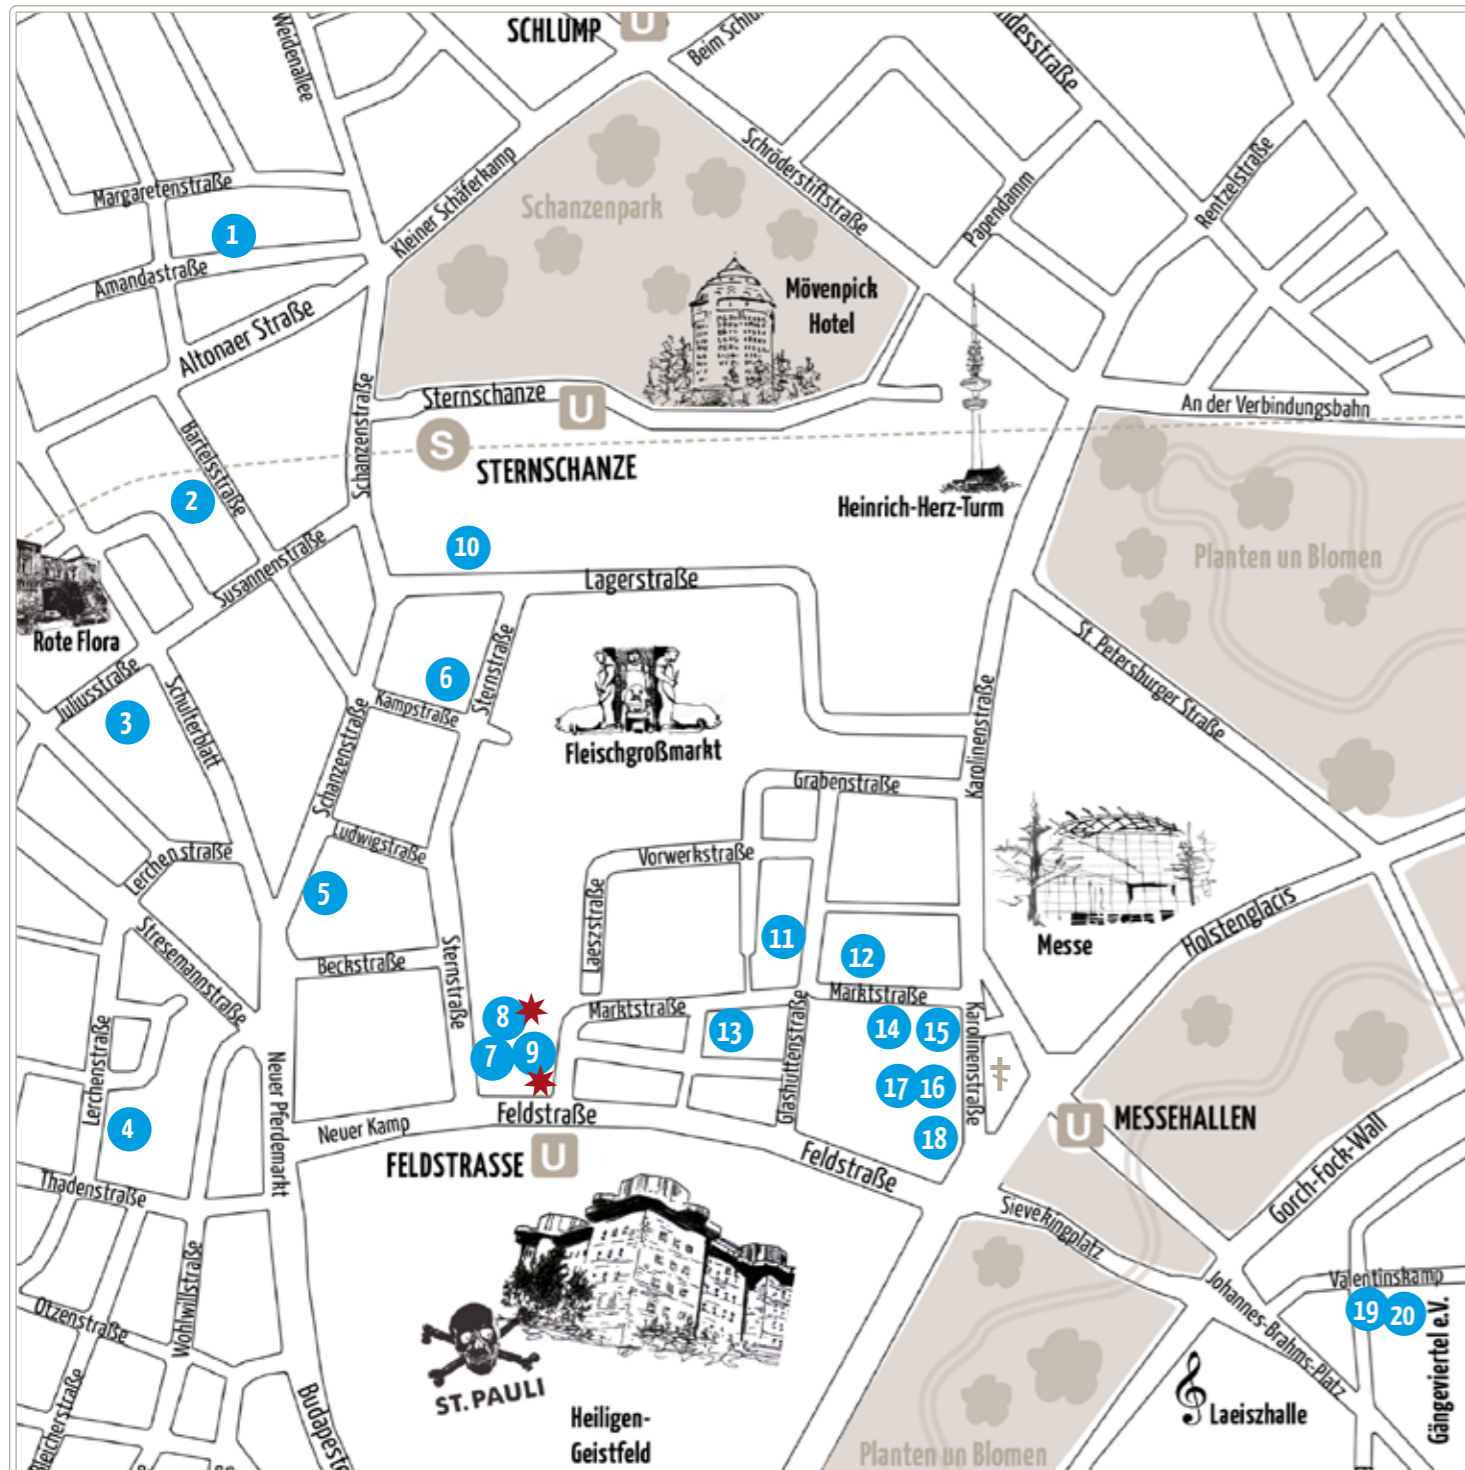 SCHLUMP
U
Beim Schlu
desstraße
Weidenallee
Margaretenstraße
1
Amandastraße
Altonaer Straße
Kleiner Schäferkamp
Schanzenpark
Schröderstiftstraße
Papendamm
Rentzelstraße
Mövenpick
Hotel
Schanzenstraße
Sternschanze
U
S
STERNSCHANZE
An der Verbindungsbahn
Bartelsstraße
2
Susannenstraße
10
Lagerstraße
Heinrich-Herz-Turm
Planten un Blomen
Rote Flora
Juliusstraße
3
Schulterblatt
6
Kampstraße
Sternstraße
Schanzenstraße
Fleischgroßmarkt
Karolinenstraße
St. Petersburger Straße
Grabenstraße
Ludwigstraße
Vorwerkstraße
Laeiszstraße
Lerchenstraße
5
Stresemannstraße
Beckstraße
Sternstraße
11
12
Messe
Holstenglacis
Marktstraße
Marktstraße
8
7
9
13
14
15
17
16
18
Glashüttenstraße
Karolinenstraße
Lerchenstraße
4
Neuer Pferdemarkt
Neuer Kamp
Feldstraße
FELDSTRASSE
U
Feldstraße
U
MESSEHALLEN
Thadenstraße
Wohlwillstraße
Otzenstraße
Bleicherstraße
Budapeste
ST. PAULI
Heiligen-
Geistfeld
Sievekingplatz
Gorch-Fock-Wall
Valentinskamp
19
20
Johannes-Brahms-Platz
Gängeviertel e.V.
Laeiszhalle
Planten un Blomen